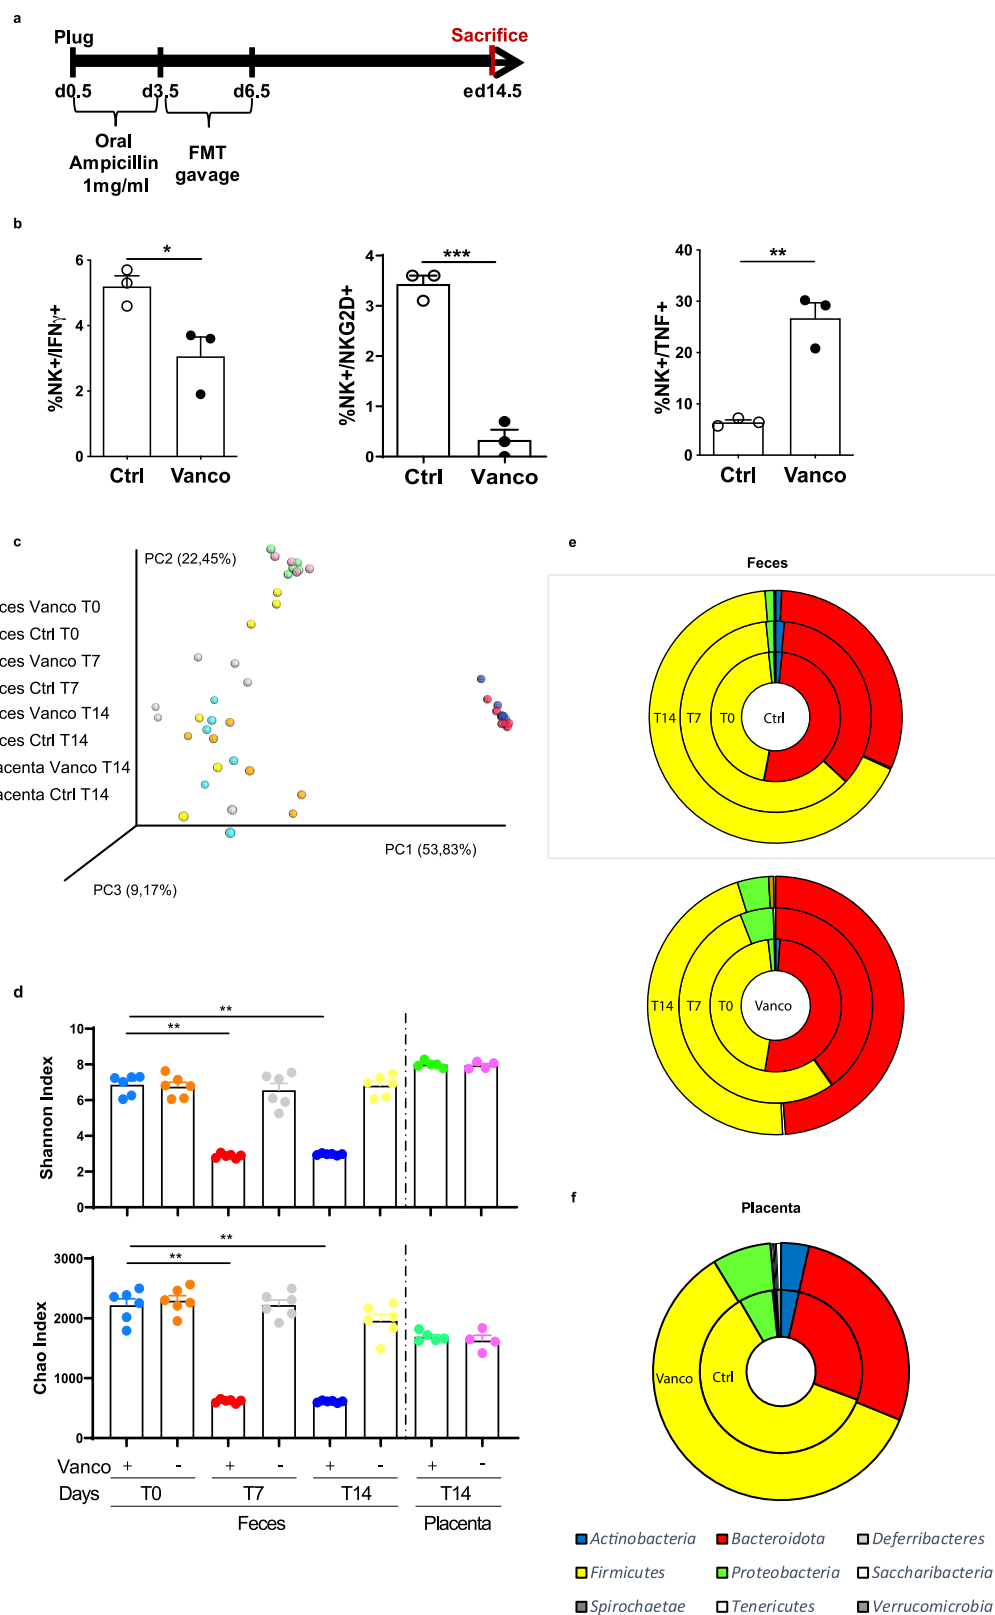 a
Plug
Sacrifice
d0.5 d3.5 d6.5 ed14.5
Oral
Ampicillin
1mg/ml
FMT
gavage
b
%NK+/IFNγ+
6
4
2
0
*
Ctrl Vanco
%NK+/NKG2D+
4
3
2
1
0
***
Ctrl Vanco
%NK+/TNF+
40
30
20
10
0
**
Ctrl Vanco
c
PC2 (22,45%)
ces Vanco T0
ces Ctrl T0
ces Vanco T7
ces Ctrl T7
ces Vanco T14
ces Ctrl T14
acenta Vanco T14
acenta Ctrl T14
PC1 (53,83%)
PC3 (9,17%)
d
Shannon Index
10
8
6
4
2
0
**
**
Chao Index
3000
2000
1000
0
**
**
Vanco + - + - + - + -
Days T0 T7 T14 T14
Feces Placenta
e
Feces
T14 T7 T0 Ctrl
T14 T7 T0 Vanco
f
Placenta
Vanco Ctrl
Actinobacteria Bacteroidota Deferribacteres
Firmicutes Proteobacteria Saccharibacteria
Spirochaetae Tenericutes Verrucomicrobia